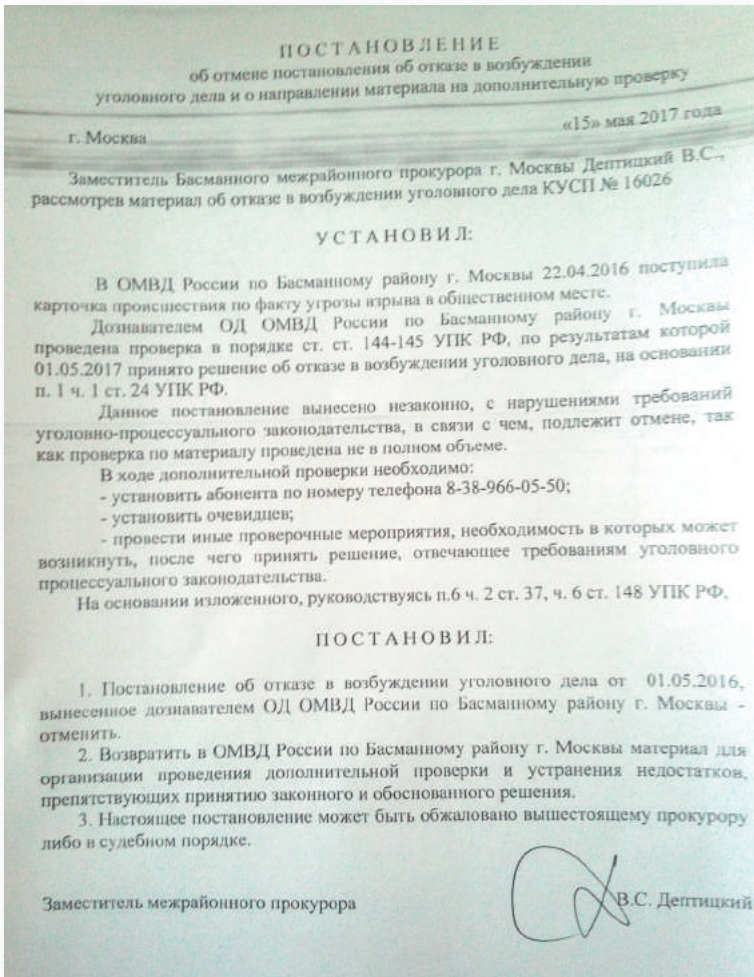 ПОСТАНОВЛЕНИЕ
об отмене постановления об отказе в возбуждении
уголовного дела и о направлении материала на дополнительную проверку
г. Москва «15» мая 2017 года
Заместитель Басманного межрайонного прокурора г. Москвы Дептицкий В.С.,
рассмотрев материал об отказе в возбуждении уголовного дела КУСП № 16026
УСТАНОВИЛ:
В ОМВД России по Басманному району г. Москвы 22.04.2016 поступила
карточка происшествия по факту угрозы взрыва в общественном месте.
Дознавателем ОД ОМВД России по Басманному району г. Москвы
проведена проверка в порядке ст. ст. 144-145 УПК РФ, по результатам которой
01.05.2017 принято решение об отказе в возбуждении уголовного дела, на основании
п. 1 ч. 1 ст. 24 УПК РФ.
Данное постановление вынесено незаконно, с нарушениями требований
уголовно-процессуального законодательства, в связи с чем, подлежит отмене, так
как проверка по материалу проведена не в полном объеме.
В ходе дополнительной проверки необходимо:
- установить абонента по номеру телефона 8-38-966-05-50;
- установить очевидцев;
- провести иные проверочные мероприятия, необходимость в которых может
возникнуть, после чего принять решение, отвечающее требованиям уголовного
процессуального законодательства.
На основании изложенного, руководствуясь п.6 ч. 2 ст. 37, ч. 6 ст. 148 УПК РФ,
ПОСТАНОВИЛ:
1. Постановление об отказе в возбуждении уголовного дела от 01.05.2016,
вынесенное дознавателем ОД ОМВД России по Басманному району г. Москвы -
отменить.
2. Возвратить в ОМВД России по Басманному району г. Москвы материал для
организации проведения дополнительной проверки и устранения недостатков,
препятствующих принятию законного и обоснованного решения.
3. Настоящее постановление может быть обжаловано вышестоящему прокурору
либо в судебном порядке.
Заместитель межрайонного прокурора В.С. Дептицкий